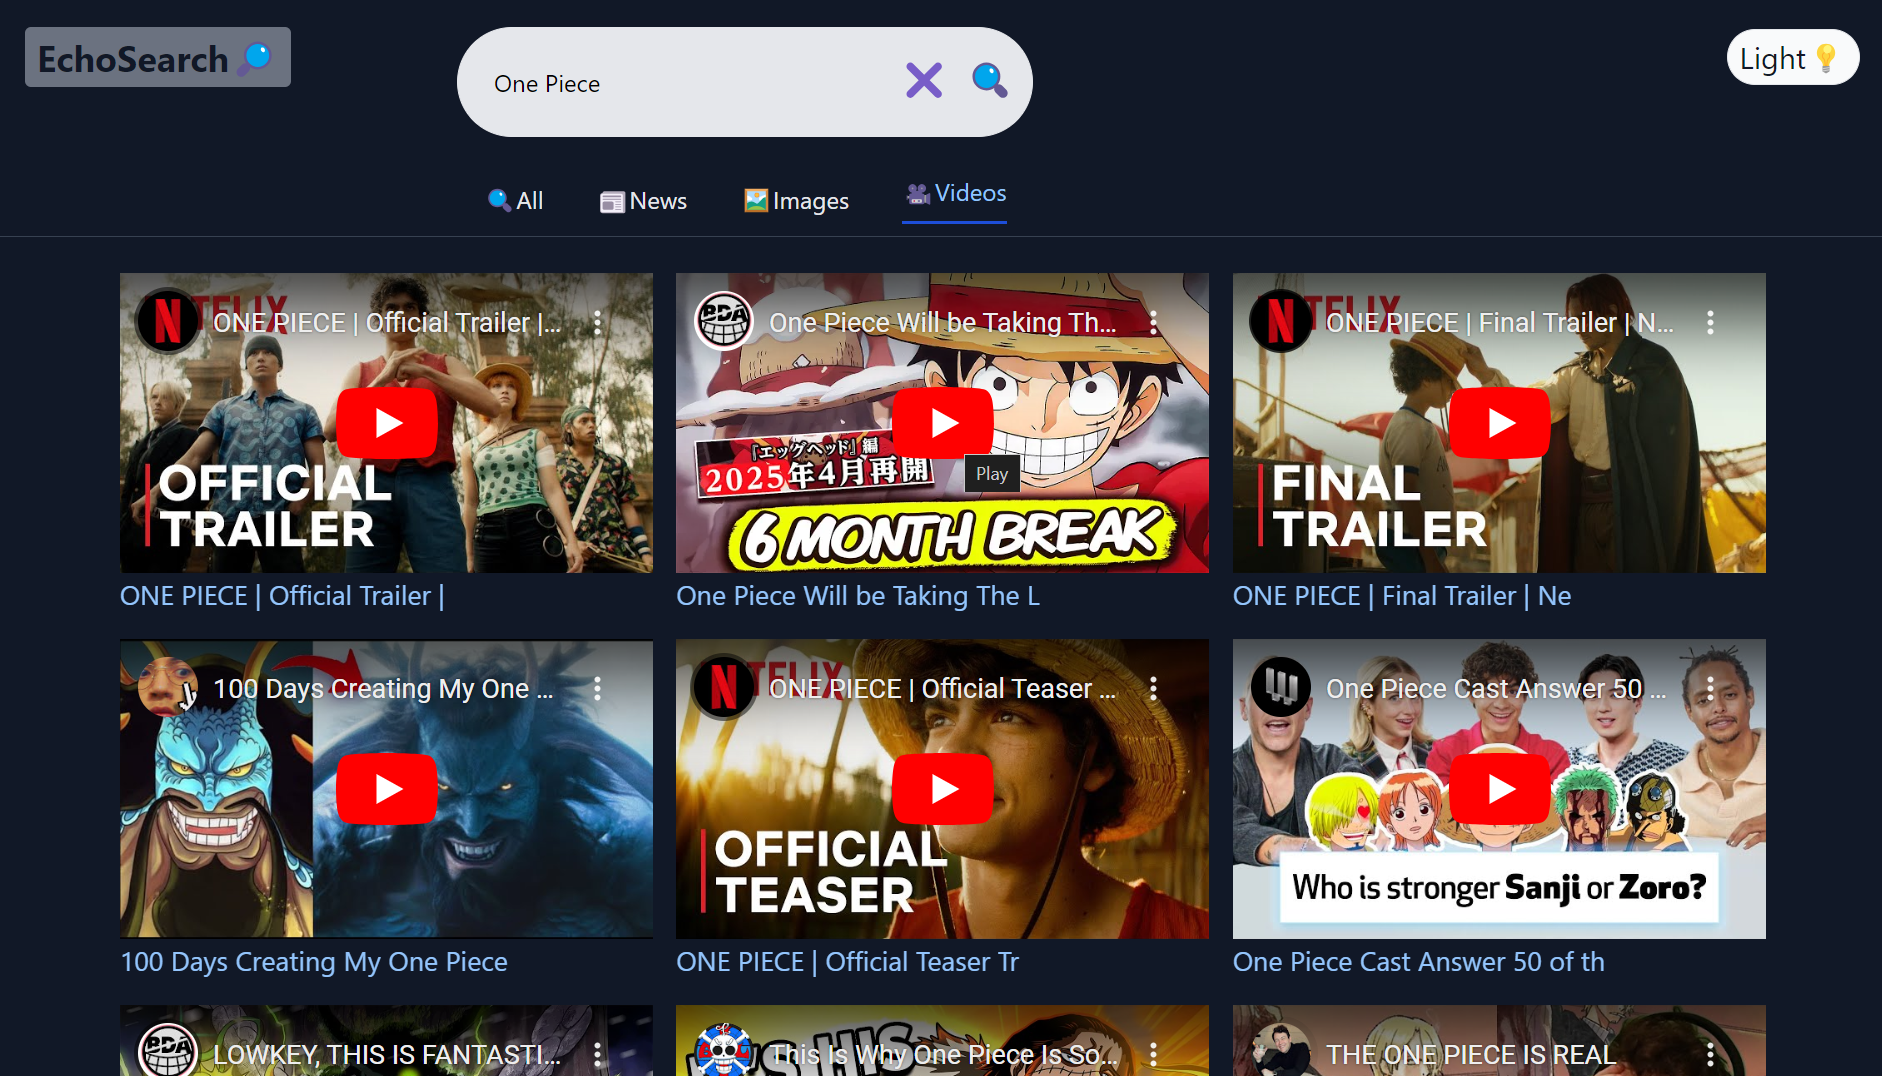 EchoSearch
One Piece
Light
All
News
Images
Videos
NETFLIX
ONE PIECE | Official Trailer |...
OFFICIAL
TRAILER
ONE PIECE | Official Trailer |
BDA
One Piece Will be Taking Th...
『エッグヘッド』編
2025年4月再開
Play
6 MONTH BREAK
One Piece Will be Taking The L
NETFLIX
ONE PIECE | Final Trailer | N...
FINAL
TRAILER
ONE PIECE | Final Trailer | Ne
100 Days Creating My One ...
100 Days Creating My One Piece
NETFLIX
ONE PIECE | Official Teaser ...
OFFICIAL
TEASER
ONE PIECE | Official Teaser Tr
One Piece Cast Answer 50 ...
Who is stronger Sanji or Zoro?
One Piece Cast Answer 50 of th
BDA
LOWKEY, THIS IS FANTASTI...
This Is Why One Piece Is So...
THE ONE PIECE IS REAL